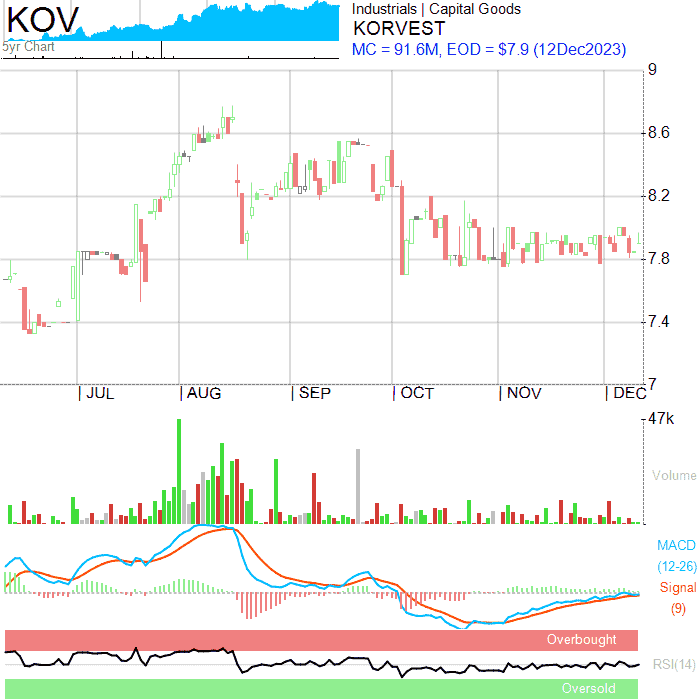 KOV
5yr Chart
Industrials | Capital Goods
KORVEST
MC = 91.6M, EOD = $7.9 (12Dec2023)
9
8.6
8.2
7.8
7.4
7
JUL AUG SEP OCT NOV DEC
47k
Volume
MACD
(12-26)
Signal
(9)
Overbought
RSI(14)
Oversold